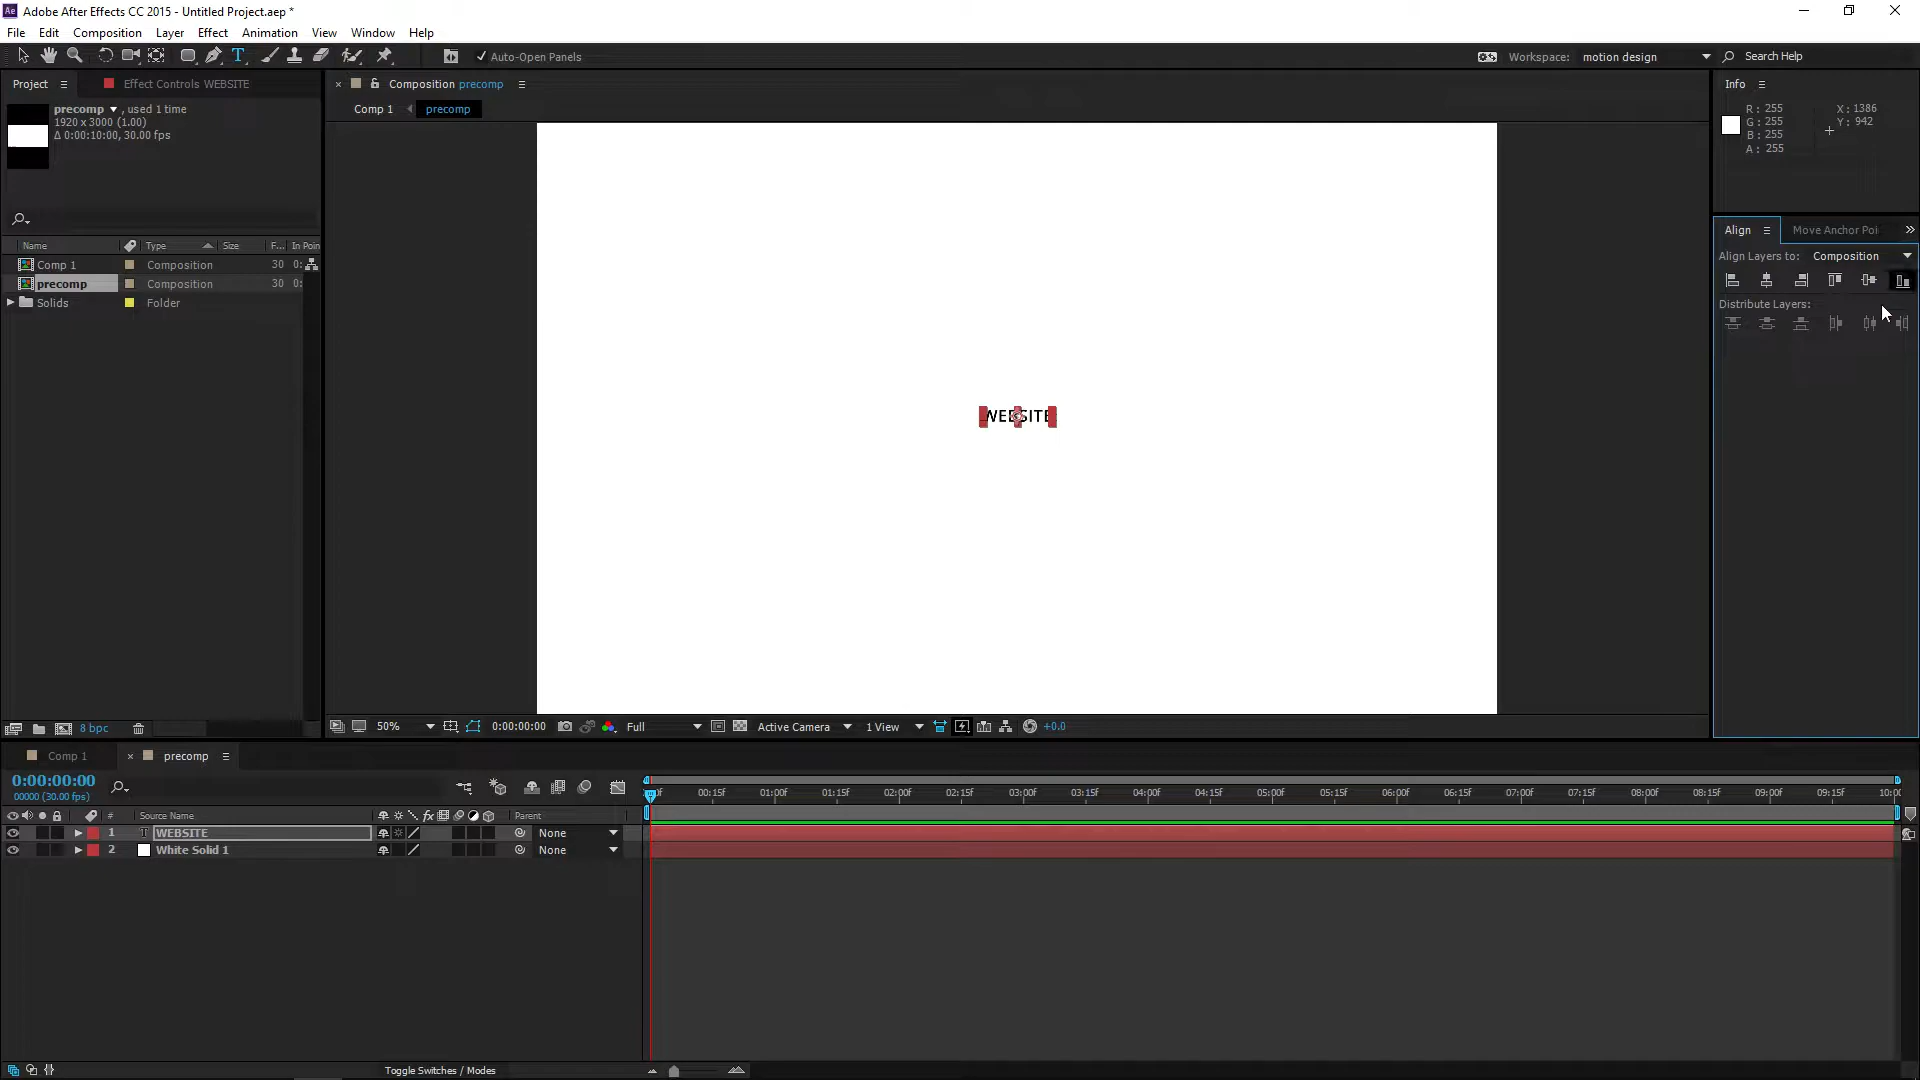 Adobe After Effects CC 2015 - Untitled Project.aep *
File Edit Composition Layer Effect Animation View Window Help
Auto-Open Panels
Workspace: motion design
Search Help
Project
Effect Controls WEBSITE
precomp , used 1 time
1920 x 3000 (1.00)
Δ 0:00:10:00, 30.00 fps
Name Type Size F... In Poin
Comp 1 Composition 30 0:
precomp Composition 30 0:
Solids Folder
8 bpc
Composition precomp
Comp 1 precomp
WEBSITE
50% 0:00:00:00 Full Active Camera 1 View +0.0
Info
R: 255 X: 1386
G: 255 Y: 942
B: 255
A: 255
Align Move Anchor Poi
Align Layers to: Composition
Distribute Layers:
Comp 1 precomp
0:00:00:00
00000 (30.00 fps)
00:15f 01:00f 01:15f 02:00f 02:15f 03:00f 03:15f 04:00f 04:15f 05:00f 05:15f 06:00f 06:15f 07:00f 07:15f 08:00f 08:15f 09:00f 09:15f 10:00
# Source Name fx Parent
1 T WEBSITE None
2 White Solid 1 None
Toggle Switches / Modes